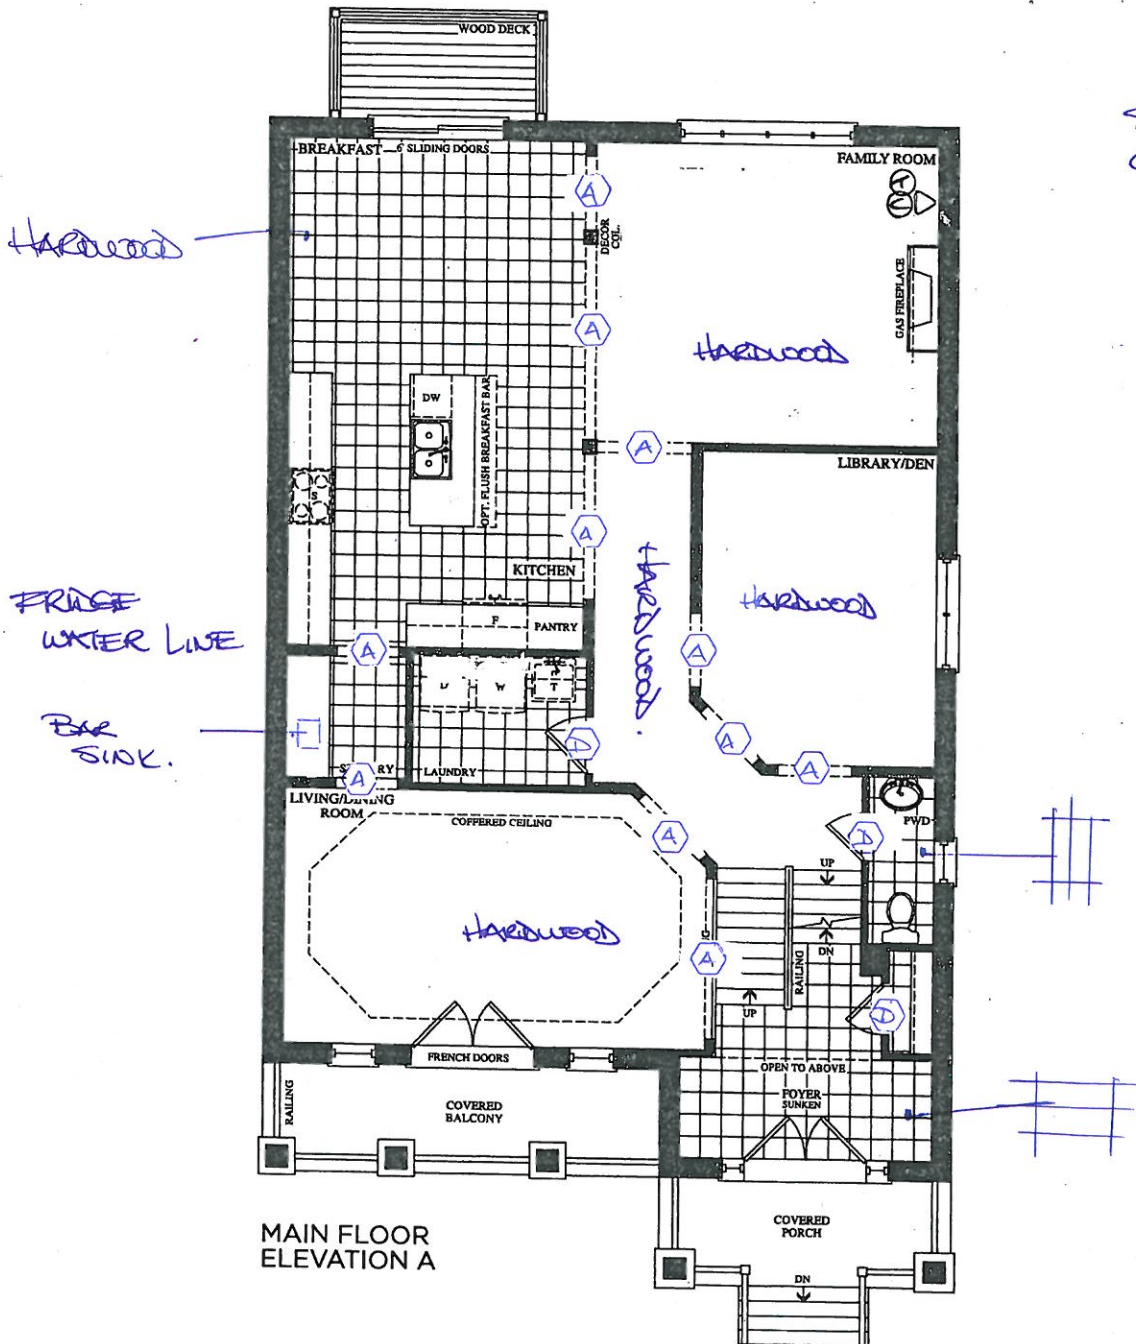 WOOD DECK
BREAKFAST
6' SLIDING DOORS
FAMILY ROOM
A
HARDWOOD
DECOR
COL.
GAS FIREPLACE
A
HARDWOOD
DW
OPT. FLUSH BREAKFAST BAR
A
LIBRARY/DEN
S
A
KITCHEN
HARDWOOD.
HARDWOOD
FRIDGE
WATER LINE
F
PANTRY
A
A
W
T
BAR
SINK.
A
D
LAUNDRY
A
A
LIVING/DINING
ROOM
COFFERED CEILING
A
D
PWD
UP
HARDWOOD
A
DN
RAILING
UP
D
FRENCH DOORS
OPEN TO ABOVE
FOYER
SUNKEN
RAILING
COVERED
BALCONY
COVERED
PORCH
DN
MAIN FLOOR
ELEVATION A